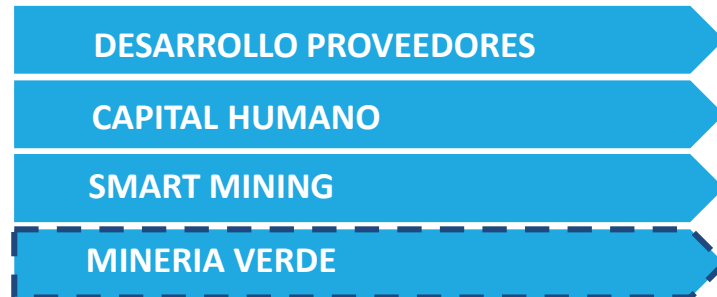 DESARROLLO PROVEEDORES
CAPITAL HUMANO
SMART MINING
MINERIA VERDE